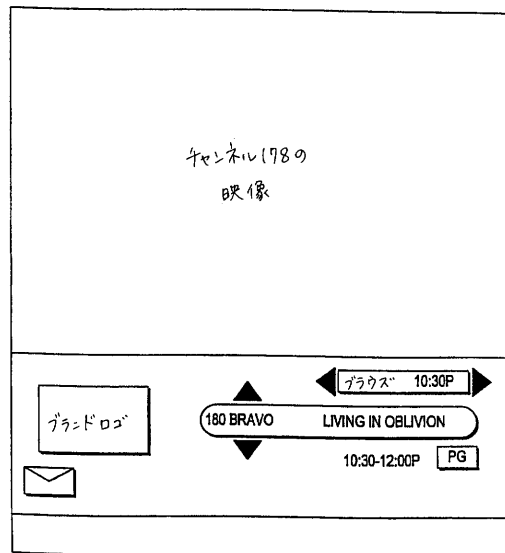 チャンネル178の
映像
ブラウズ 10:30P
ブランドロゴ
180 BRAVO LIVING IN OBLIVION
10:30-12:00P PG